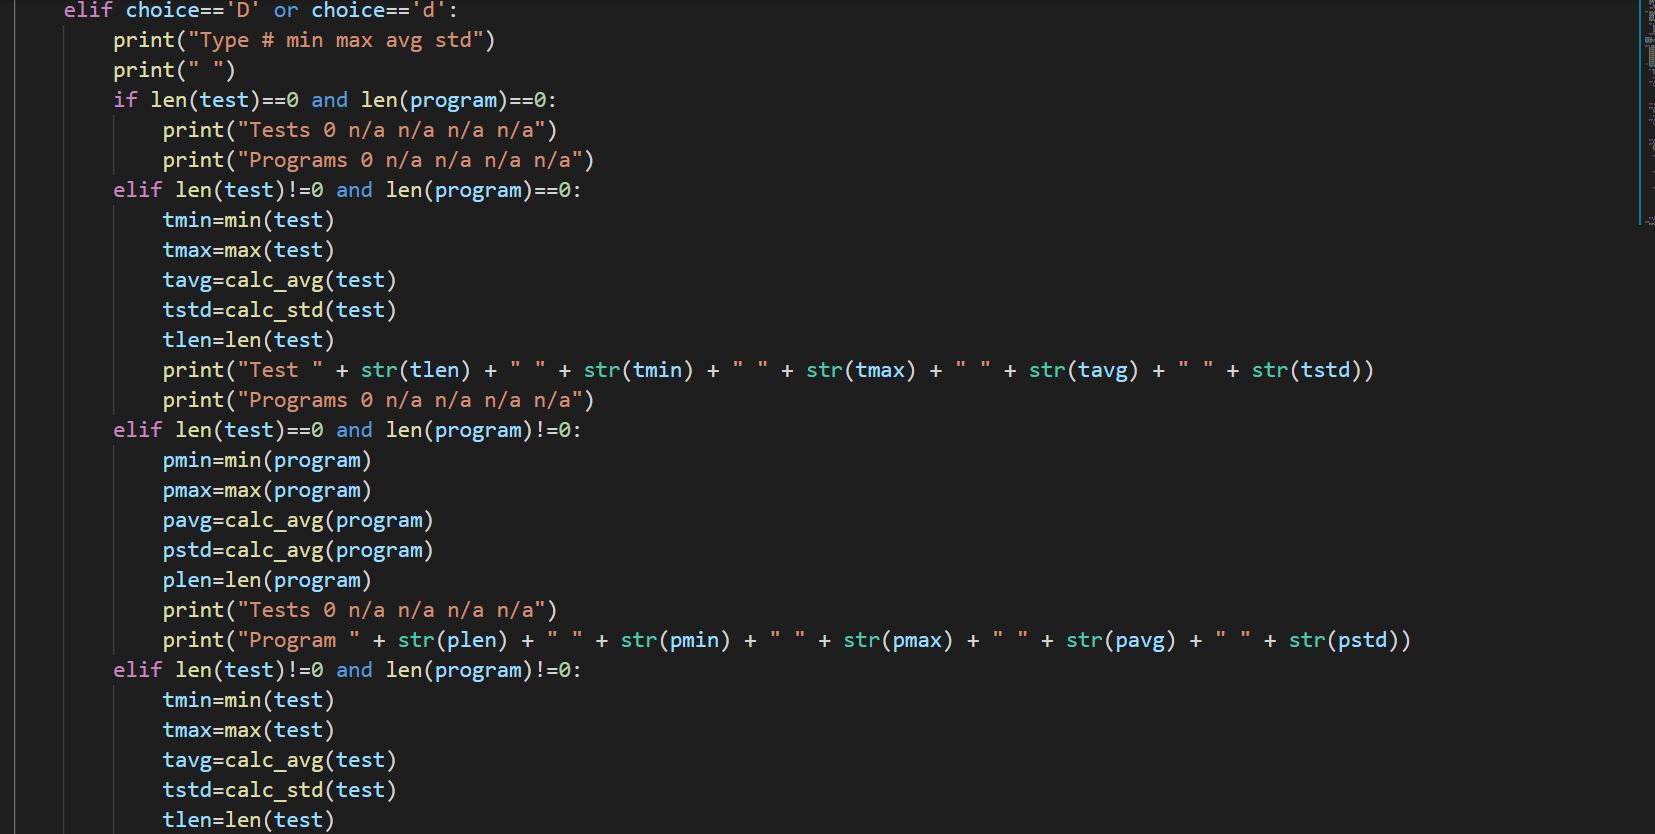 elif choice=='D' or choice=='d':
print("Type # min max avg std")
print(" ")
if len(test)==0 and len(program)==0:
print("Tests 0 n/a n/a n/a n/a")
print("Programs 0 n/a n/a n/a n/a")
elif len(test)!=0 and len(program)==0:
tmin=min(test)
tmax=max(test)
tavg=calc_avg(test)
tstd=calc_std(test)
tlen=len(test)
print("Test " + str(tlen) + " " + str(tmin) + " " + str(tmax) + " " + str(tavg) + " " + str(tstd))
print("Programs 0 n/a n/a n/a n/a")
elif len(test)==0 and len(program)!=0:
pmin=min(program)
pmax=max(program)
pavg=calc_avg(program)
pstd=calc_avg(program)
plen=len(program)
print("Tests 0 n/a n/a n/a n/a")
print("Program " + str(plen) + " " + str(pmin) + " " + str(pmax) + " " + str(pavg) + " " + str(pstd))
elif len(test)!=0 and len(program)!=0:
tmin=min(test)
tmax=max(test)
tavg=calc_avg(test)
tstd=calc_std(test)
tlen=len(test)